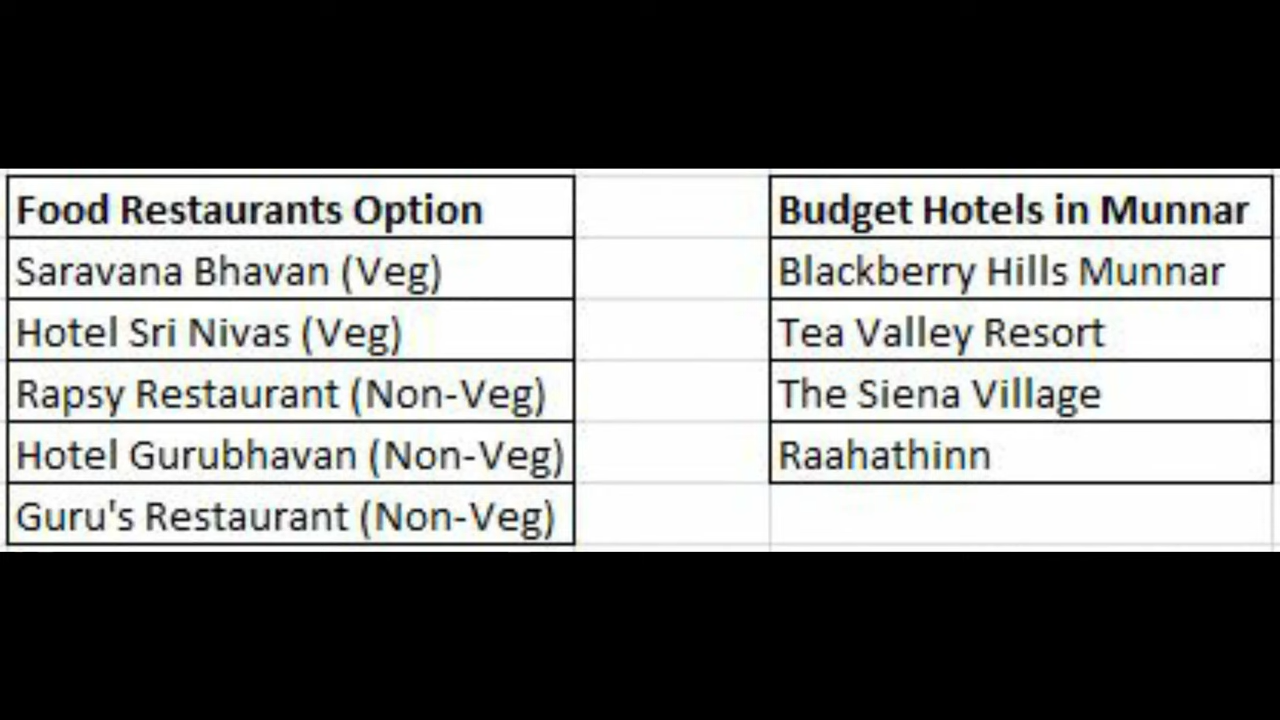 Food Restaurants Option
Saravana Bhavan (Veg)
Hotel Sri Nivas (Veg)
Rapsy Restaurant (Non-Veg)
Hotel Gurubhavan (Non-Veg)
Guru's Restaurant (Non-Veg)
Budget Hotels in Munnar
Blackberry Hills Munnar
Tea Valley Resort
The Siena Village
Raahathinn